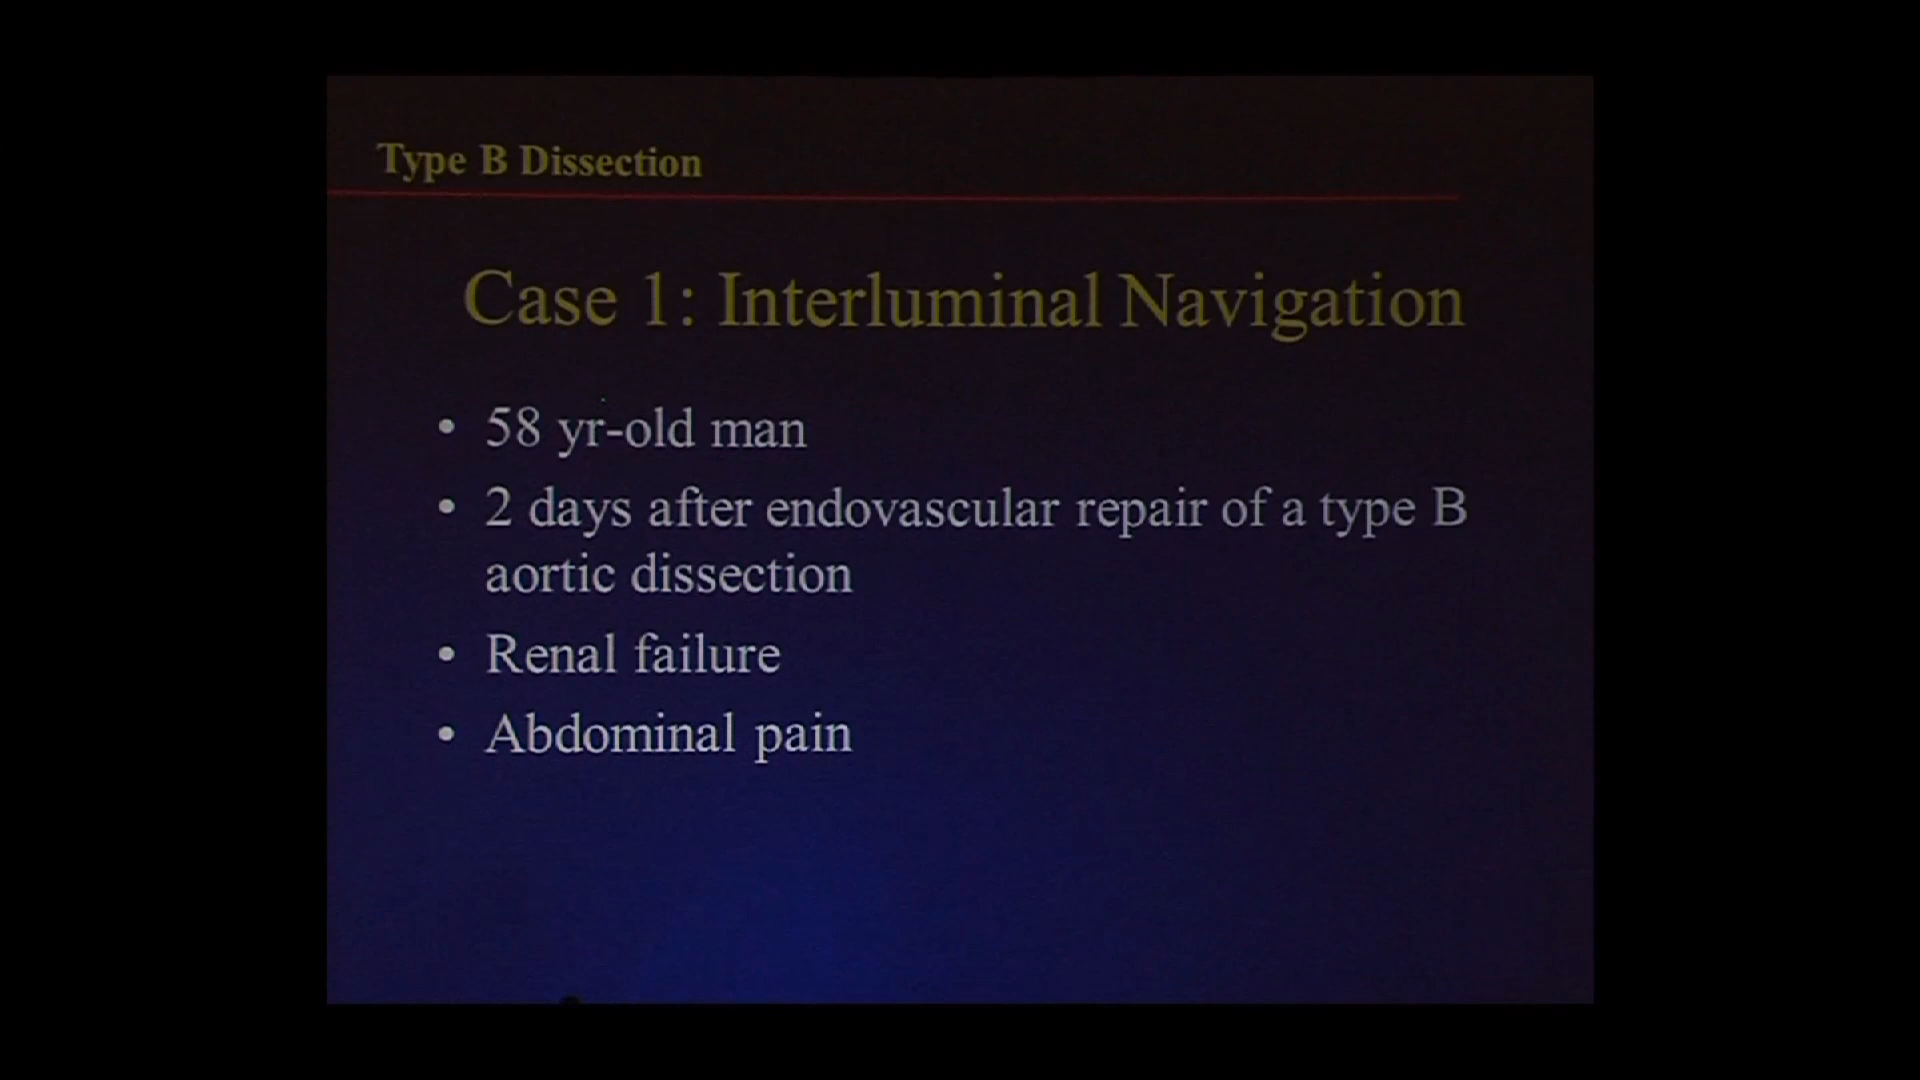 Type B Dissection
Case 1: Interluminal Navigation
• 58 yr-old man
• 2 days after endovascular repair of a type B
aortic dissection
• Renal failure
• Abdominal pain